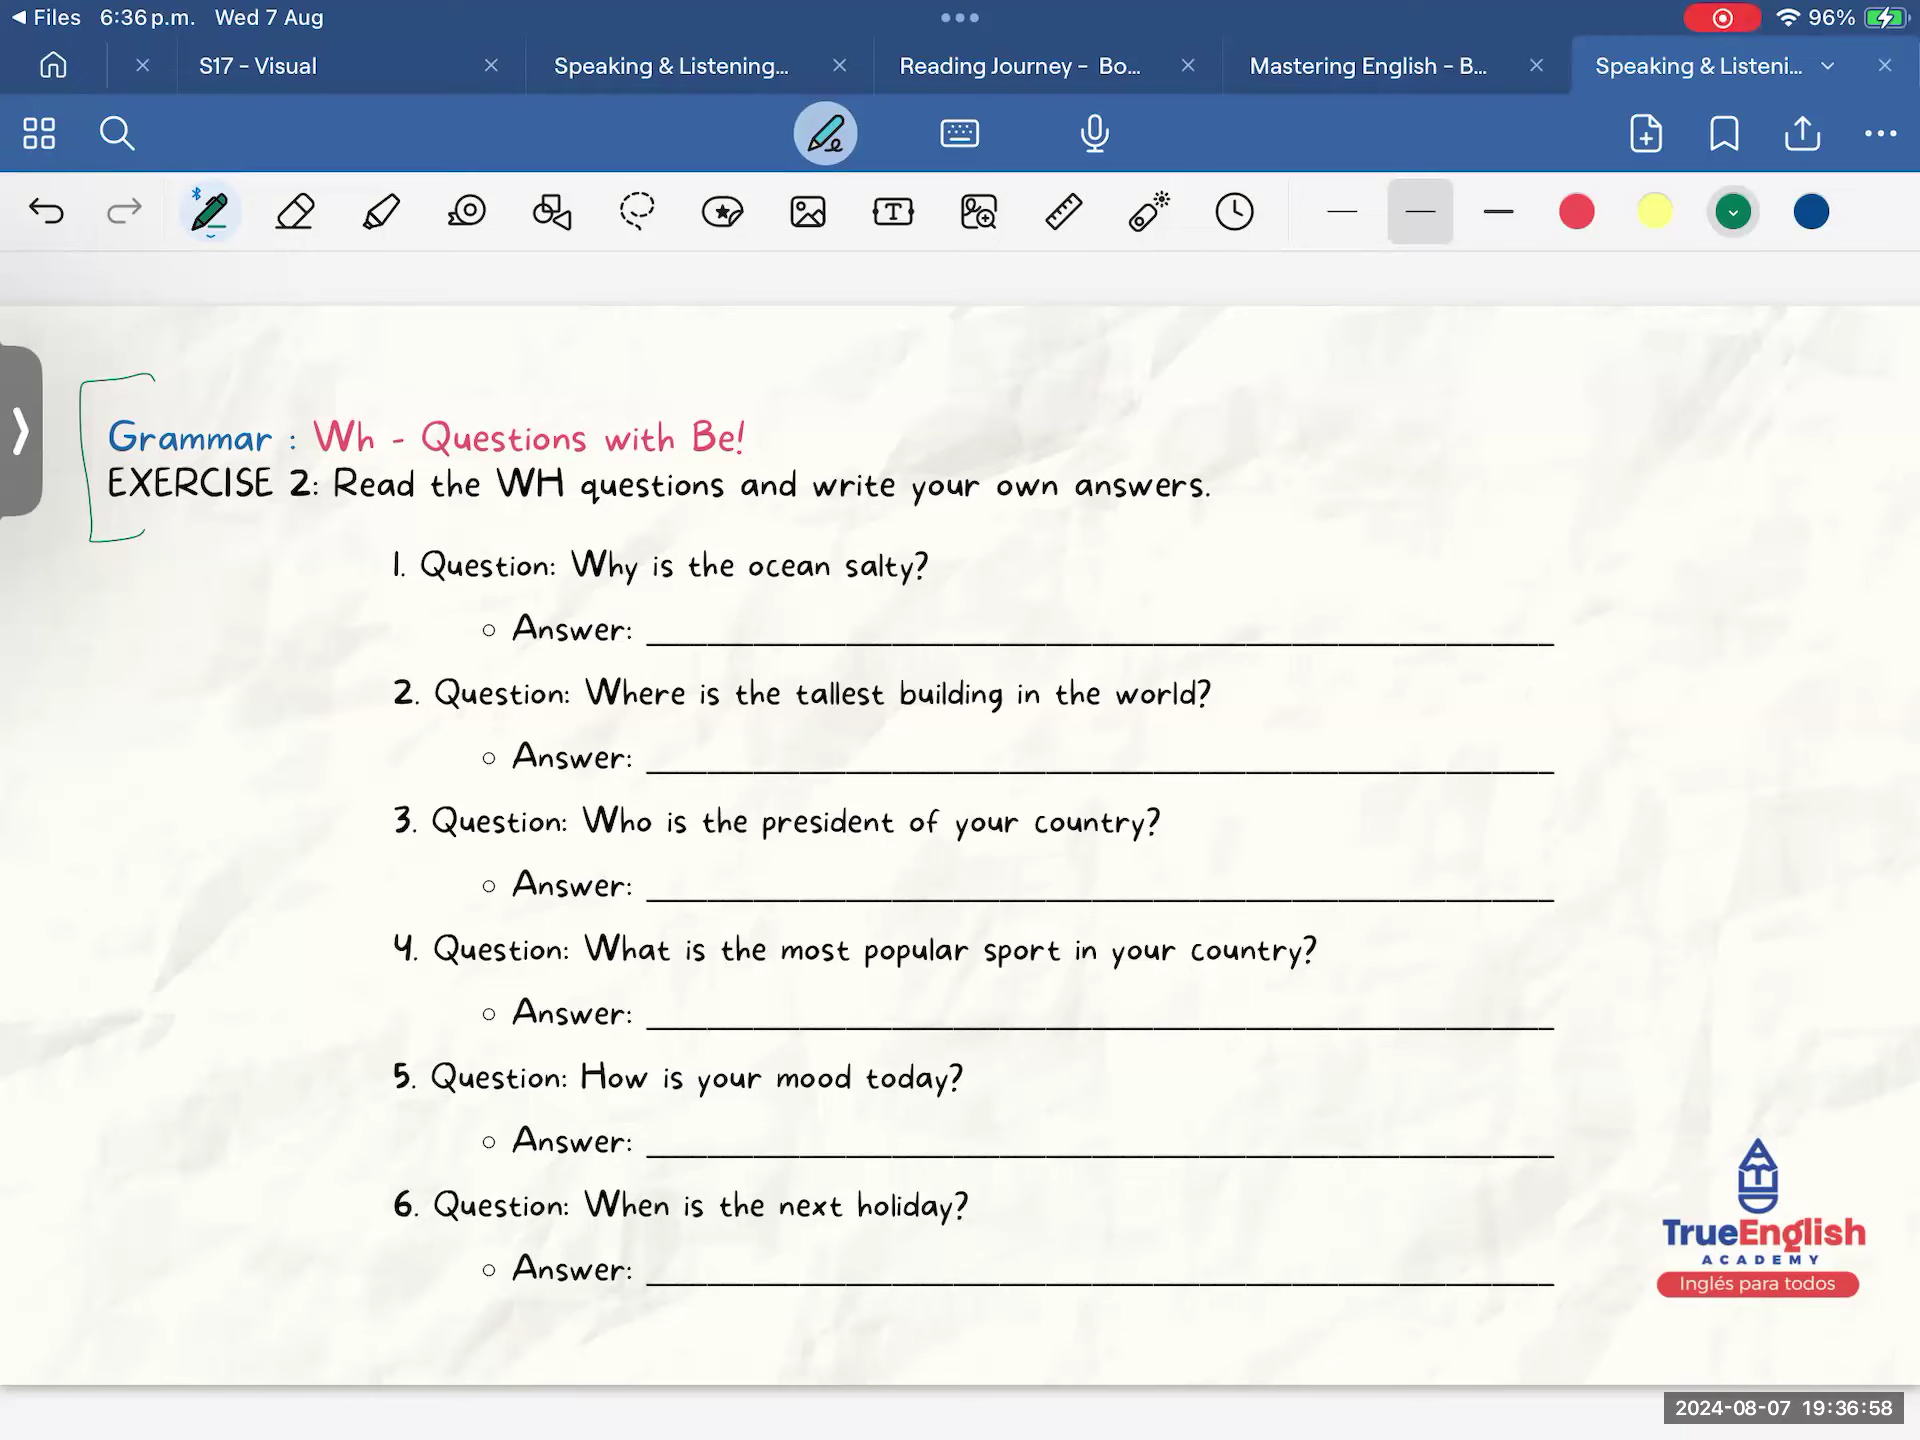 Files 6:36 p.m. Wed 7 Aug 96%
S17 - Visual Speaking & Listening... Reading Journey - Bo... Mastering English - B... Speaking & Listeni...
Grammar : Wh - Questions with Be!
EXERCISE 2: Read the WH questions and write your own answers.
1. Question: Why is the ocean salty?
Answer:
2. Question: Where is the tallest building in the world?
Answer:
3. Question: Who is the president of your country?
Answer:
4. Question: What is the most popular sport in your country?
Answer:
5. Question: How is your mood today?
Answer:
6. Question: When is the next holiday?
Answer:
TrueEnglish
ACADEMY
Inglés para todos
2024-08-07 19:36:58